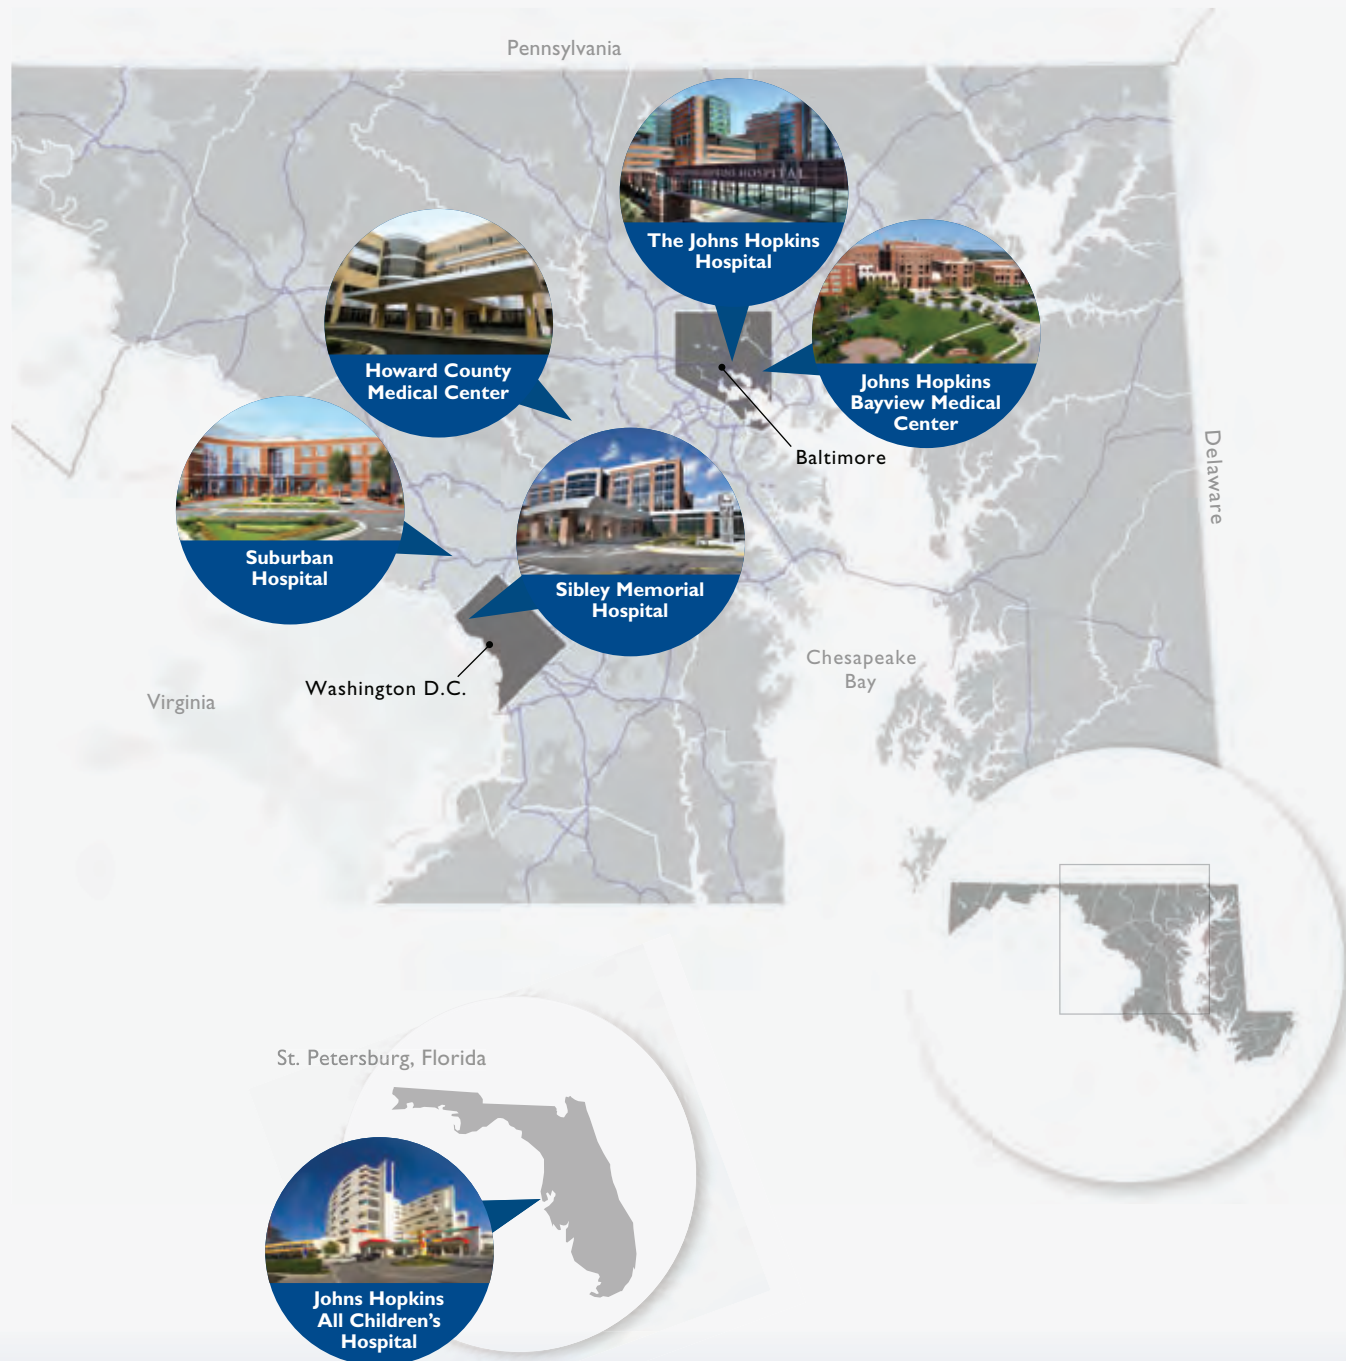 Pennsylvania
HOSPITAL
The Johns Hopkins
Hospital
Howard County
Medical Center
Johns Hopkins
Bayview Medical
Center
Baltimore
Delaware
Suburban
Hospital
Sibley Memorial
Hospital
Chesapeake
Bay
Washington D.C.
Virginia
St. Petersburg, Florida
Johns Hopkins
All Children’s
Hospital